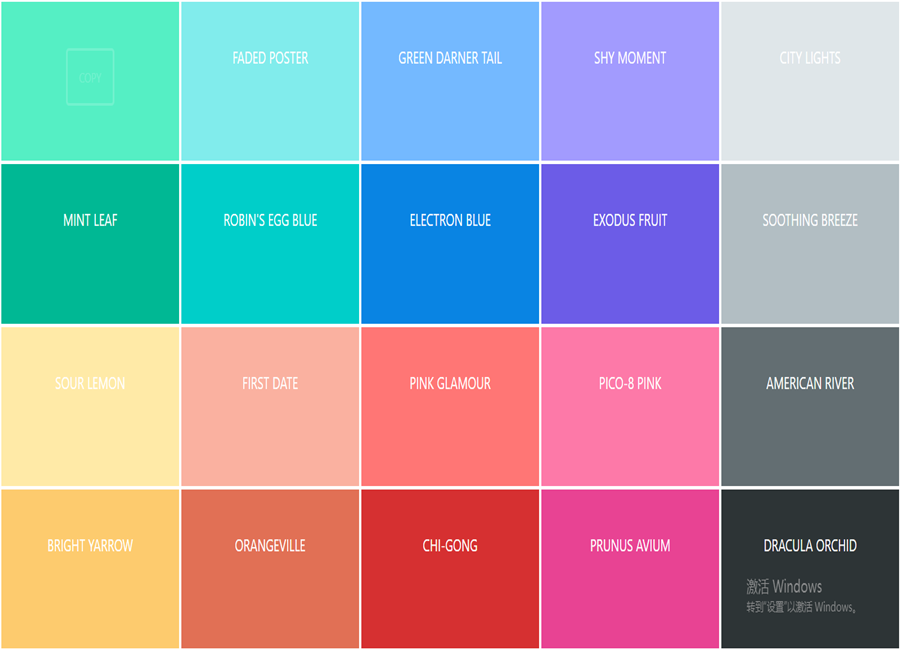 COPY
FADED POSTER
GREEN DARNER TAIL
SHY MOMENT
CITY LIGHTS
MINT LEAF
ROBIN'S EGG BLUE
ELECTRON BLUE
EXODUS FRUIT
SOOTHING BREEZE
SOUR LEMON
FIRST DATE
PINK GLAMOUR
PICO-8 PINK
AMERICAN RIVER
BRIGHT YARROW
ORANGEVILLE
CHI-GONG
PRUNUS AVIUM
DRACULA ORCHID
激活 Windows
转到"设置"以激活 Windows。